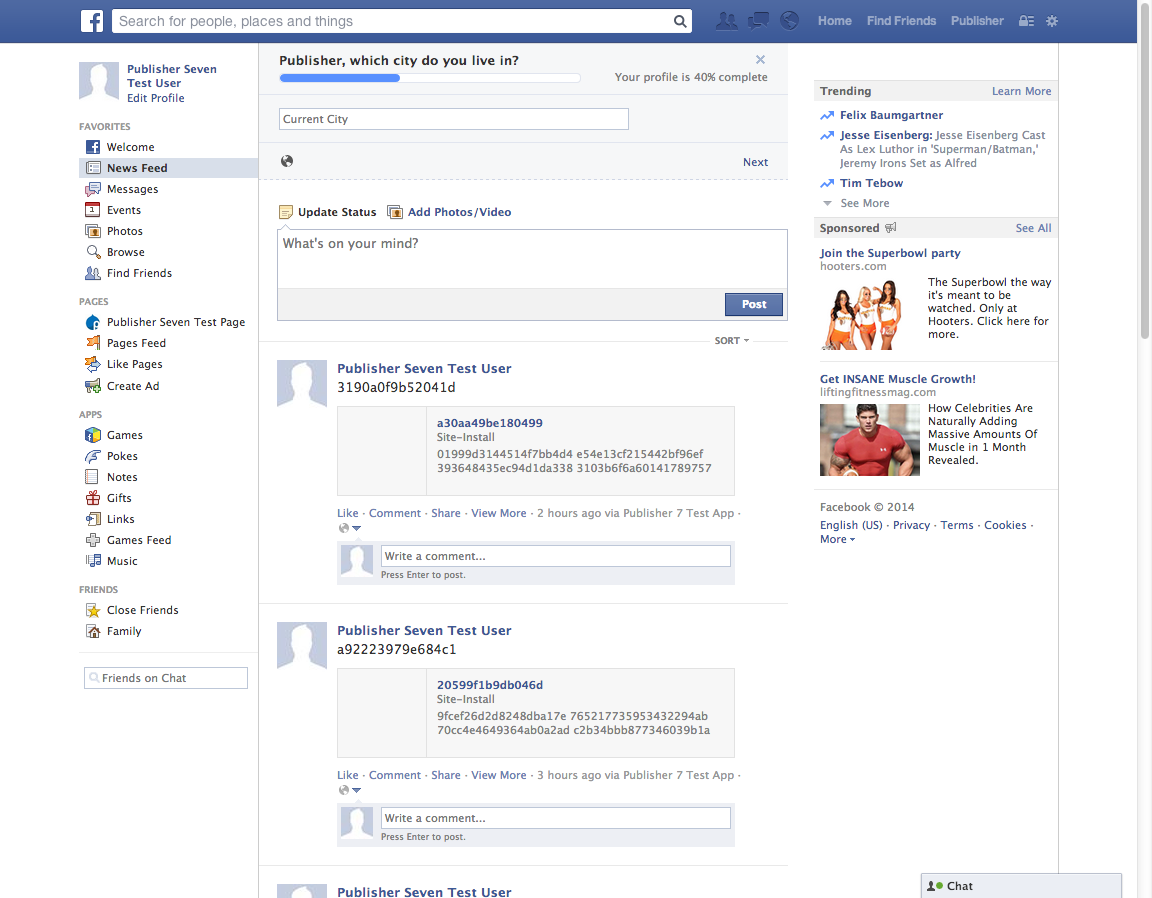 Search for people, places and things
Home Find Friends Publisher
Publisher Seven
Test User
Edit Profile
FAVORITES
Welcome
News Feed
Messages
1
Events
Photos
Browse
Find Friends
PAGES
Publisher Seven Test Page
Pages Feed
Like Pages
Create Ad
APPS
Games
Pokes
Notes
Gifts
Links
Games Feed
Music
FRIENDS
Close Friends
Family
Friends on Chat
Publisher, which city do you live in?
Your profile is 40% complete
Current City
Next
Update Status Add Photos/Video
What's on your mind?
Post
SORT
Publisher Seven Test User
3190a0f9b52041d
a30aa49be180499
Site-Install
01999d3144514f7bb4d4 e54e13cf215442bf96ef
393648435ec94d1da338 3103b6f6a60141789757
Like · Comment · Share · View More · 2 hours ago via Publisher 7 Test App ·
Write a comment...
Press Enter to post.
Publisher Seven Test User
a92223979e684c1
20599f1b9db046d
Site-Install
9fcef26d2d8248dba17e 765217735953432294ab
70cc4e4649364ab0a2ad c2b34bbb877346039b1a
Like · Comment · Share · View More · 3 hours ago via Publisher 7 Test App ·
Write a comment...
Press Enter to post.
Publisher Seven Test User
Trending Learn More
Felix Baumgartner
Jesse Eisenberg: Jesse Eisenberg Cast
As Lex Luthor in 'Superman/Batman,'
Jeremy Irons Set as Alfred
Tim Tebow
See More
Sponsored See All
Join the Superbowl party
hooters.com
The Superbowl the way
it's meant to be
watched. Only at
Hooters. Click here for
more.
Get INSANE Muscle Growth!
liftingfitnessmag.com
How Celebrities Are
Naturally Adding
Massive Amounts Of
Muscle in 1 Month
Revealed.
Facebook © 2014
English (US) · Privacy · Terms · Cookies ·
More
Chat